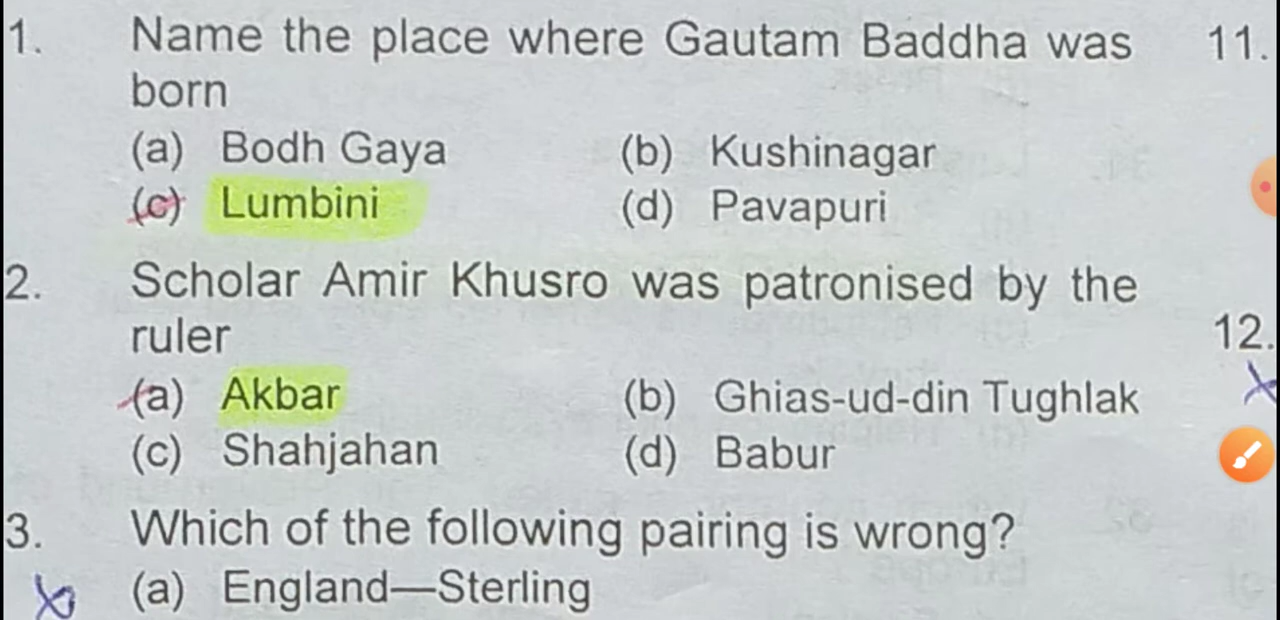 1. Name the place where Gautam Baddha was
born
(a) Bodh Gaya (b) Kushinagar
(c) Lumbini (d) Pavapuri
2. Scholar Amir Khusro was patronised by the
ruler
(a) Akbar (b) Ghias-ud-din Tughlak
(c) Shahjahan (d) Babur
3. Which of the following pairing is wrong?
(a) England—Sterling
11.
12.